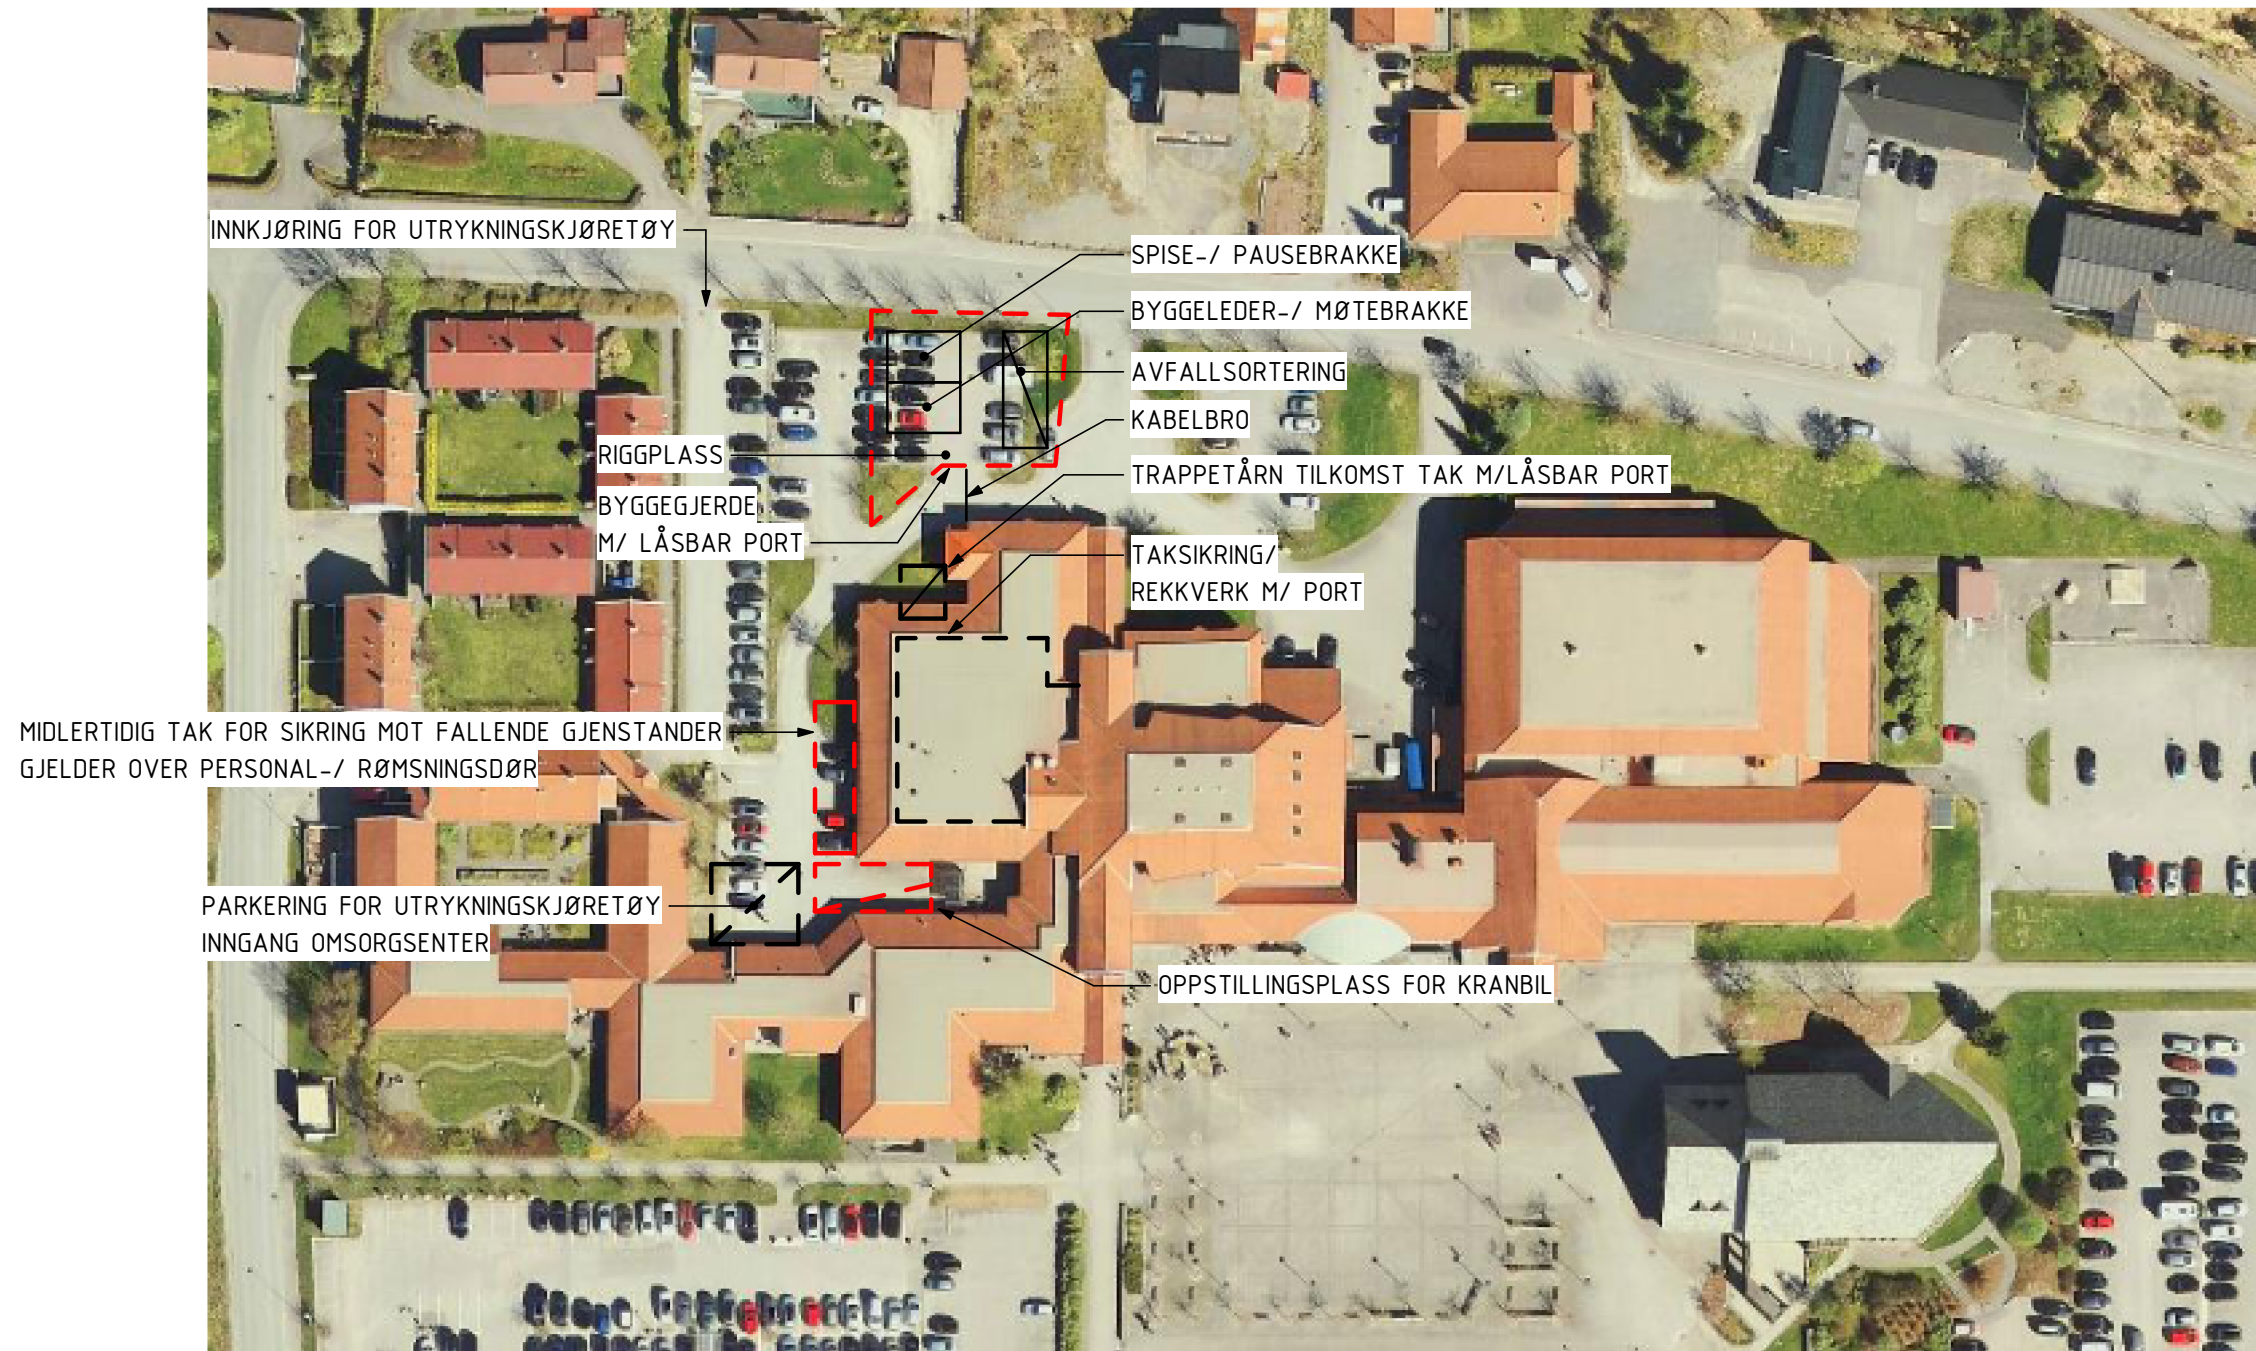 INNKJØRING FOR UTRYKNINGSKJØRETØY
SPISE-/ PAUSEBRAKKE
BYGGELEDER-/ MØTEBRAKKE
AVFALLSORTERING
KABELBRO
RIGGPLASS
TRAPPETÅRN TILKOMST TAK M/LÅSBAR PORT
BYGGEGJERDE
M/ LÅSBAR PORT
TAKSIKRING/
REKKVERK M/ PORT
MIDLERTIDIG TAK FOR SIKRING MOT FALLENDE GJENSTANDER
GJELDER OVER PERSONAL-/ RØMSNINGSDØR
PARKERING FOR UTRYKNINGSKJØRETØY
INNGANG OMSORGSENTER
OPPSTILLINGSPLASS FOR KRANBIL